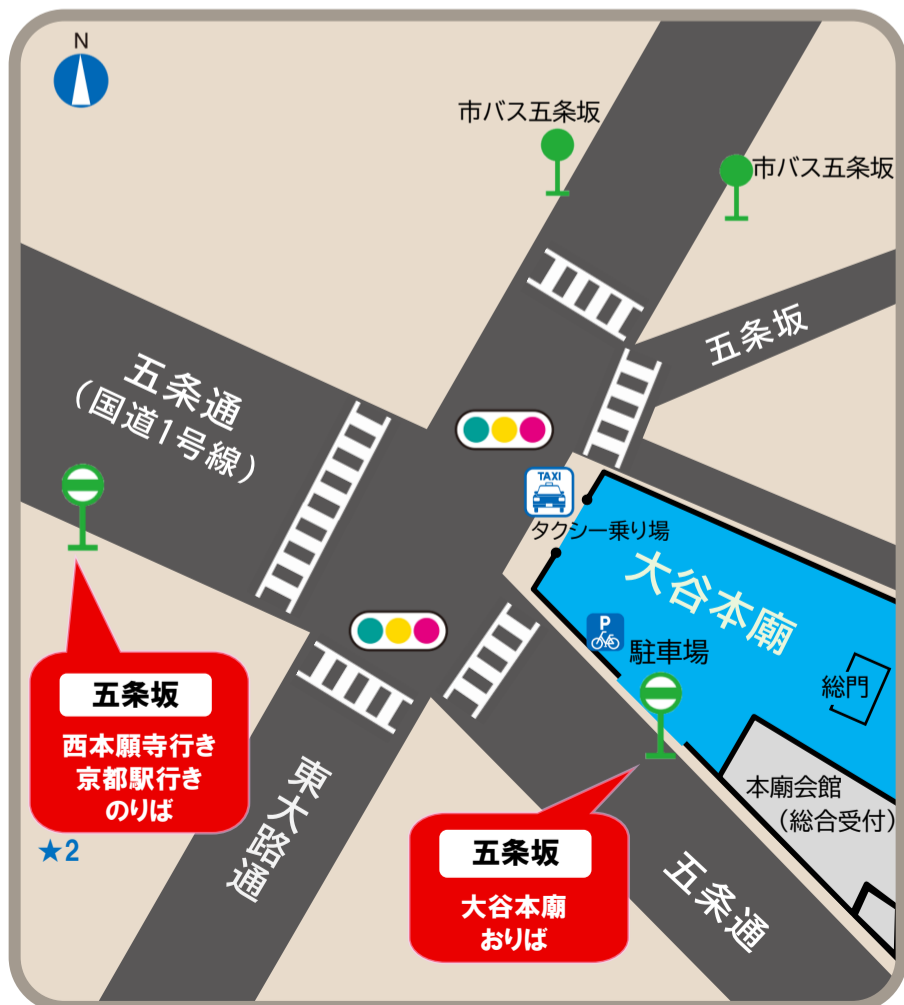 N
市バス五条坂
市バス五条坂
五条坂
五条通
(国道1号線)
TAXI
タクシー乗り場
大谷本廟
P
駐車場
総門
本廟会館
(総合受付)
五条坂
西本願寺行き
京都駅行き
のりば
★2
東大路通
五条坂
大谷本廟
おりば
五条通